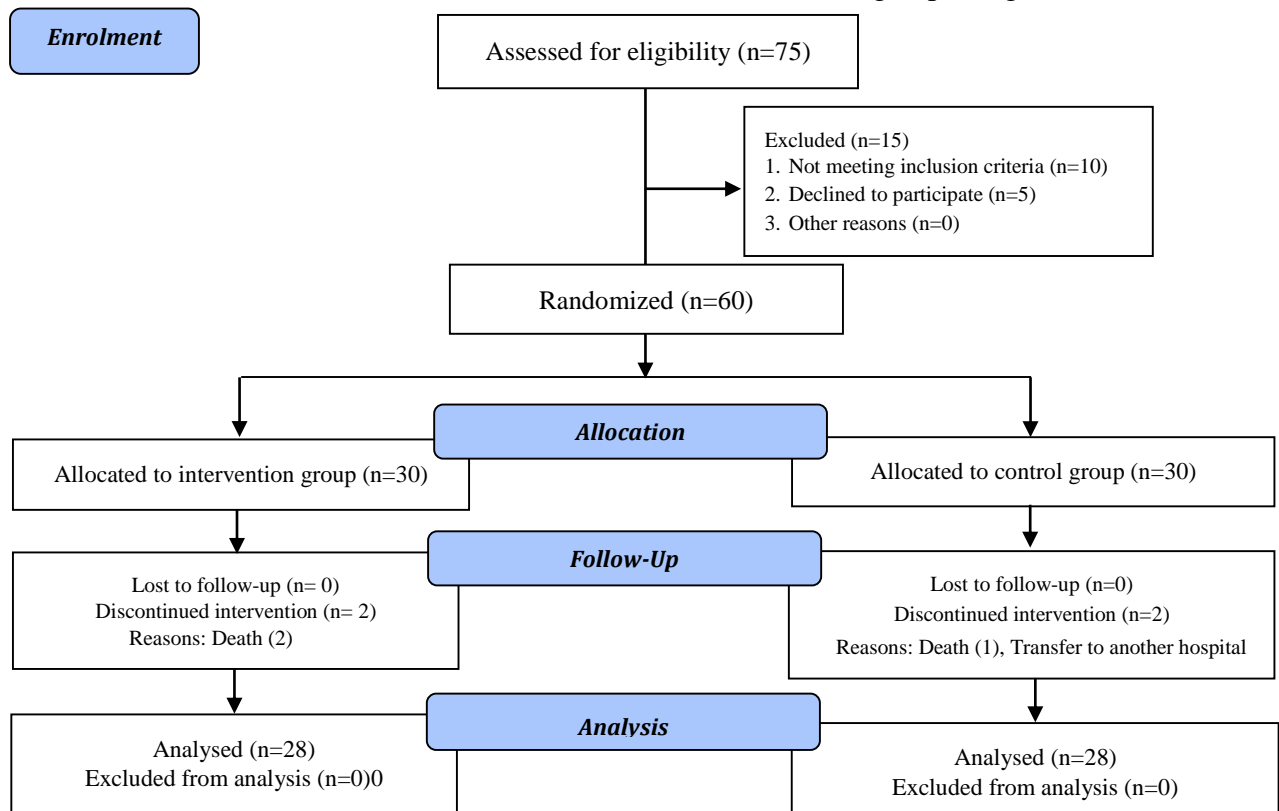 Enrolment
Assessed for eligibility (n=75)
Excluded (n=15)
1. Not meeting inclusion criteria (n=10)
2. Declined to participate (n=5)
3. Other reasons (n=0)
Randomized (n=60)
Allocation
Allocated to intervention group (n=30)
Allocated to control group (n=30)
Follow-Up
Lost to follow-up (n= 0)
Discontinued intervention (n= 2)
Reasons: Death (2)
Lost to follow-up (n=0)
Discontinued intervention (n=2)
Reasons: Death (1), Transfer to another hospital
Analysis
Analysed (n=28)
Excluded from analysis (n=0)0
Analysed (n=28)
Excluded from analysis (n=0)